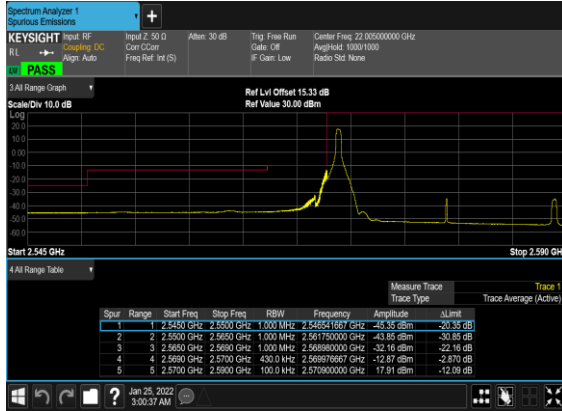 Spectrum Analyzer 1
Spurious Emissions
KEYSIGHT Input: RF Input Z: 50 Ω Atten: 30 dB Trig: Free Run Center Freq: 22.005000000 GHz
RL Coupling: DC Corr CCorr Gate: Off Avg|Hold: 1000/1000
Align: Auto Freq Ref: Int (S) IF Gain: Low Radio Std: None
PASS
3 All Range Graph Ref Lvl Offset 15.33 dB
Scale/Div 10.0 dB Ref Value 30.00 dBm
Log
20.0
10.0
0.00
-10.0
-20.0
-30.0
-40.0
-50.0
-60.0
Start 2.545 GHz Stop 2.590 GH
4 All Range Table
Measure Trace Trace 1
Trace Type Trace Average (Active)
Spur Range Start Freq Stop Freq RBW Frequency Amplitude ΔLimit
1 1 2.5450 GHz 2.5500 GHz 1.000 MHz 2.546541667 GHz -45.35 dBm -20.35 dB
2 2 2.5500 GHz 2.5650 GHz 1.000 MHz 2.561750000 GHz -43.85 dBm -30.85 dB
3 3 2.5650 GHz 2.5690 GHz 1.000 MHz 2.568980000 GHz -32.16 dBm -22.16 dB
4 4 2.5690 GHz 2.5700 GHz 430.0 kHz 2.569976667 GHz -12.87 dBm -2.870 dB
5 5 2.5700 GHz 2.5900 GHz 100.0 kHz 2.570900000 GHz 17.91 dBm -12.09 dB
? Jan 25, 2022
3:00:37 AM